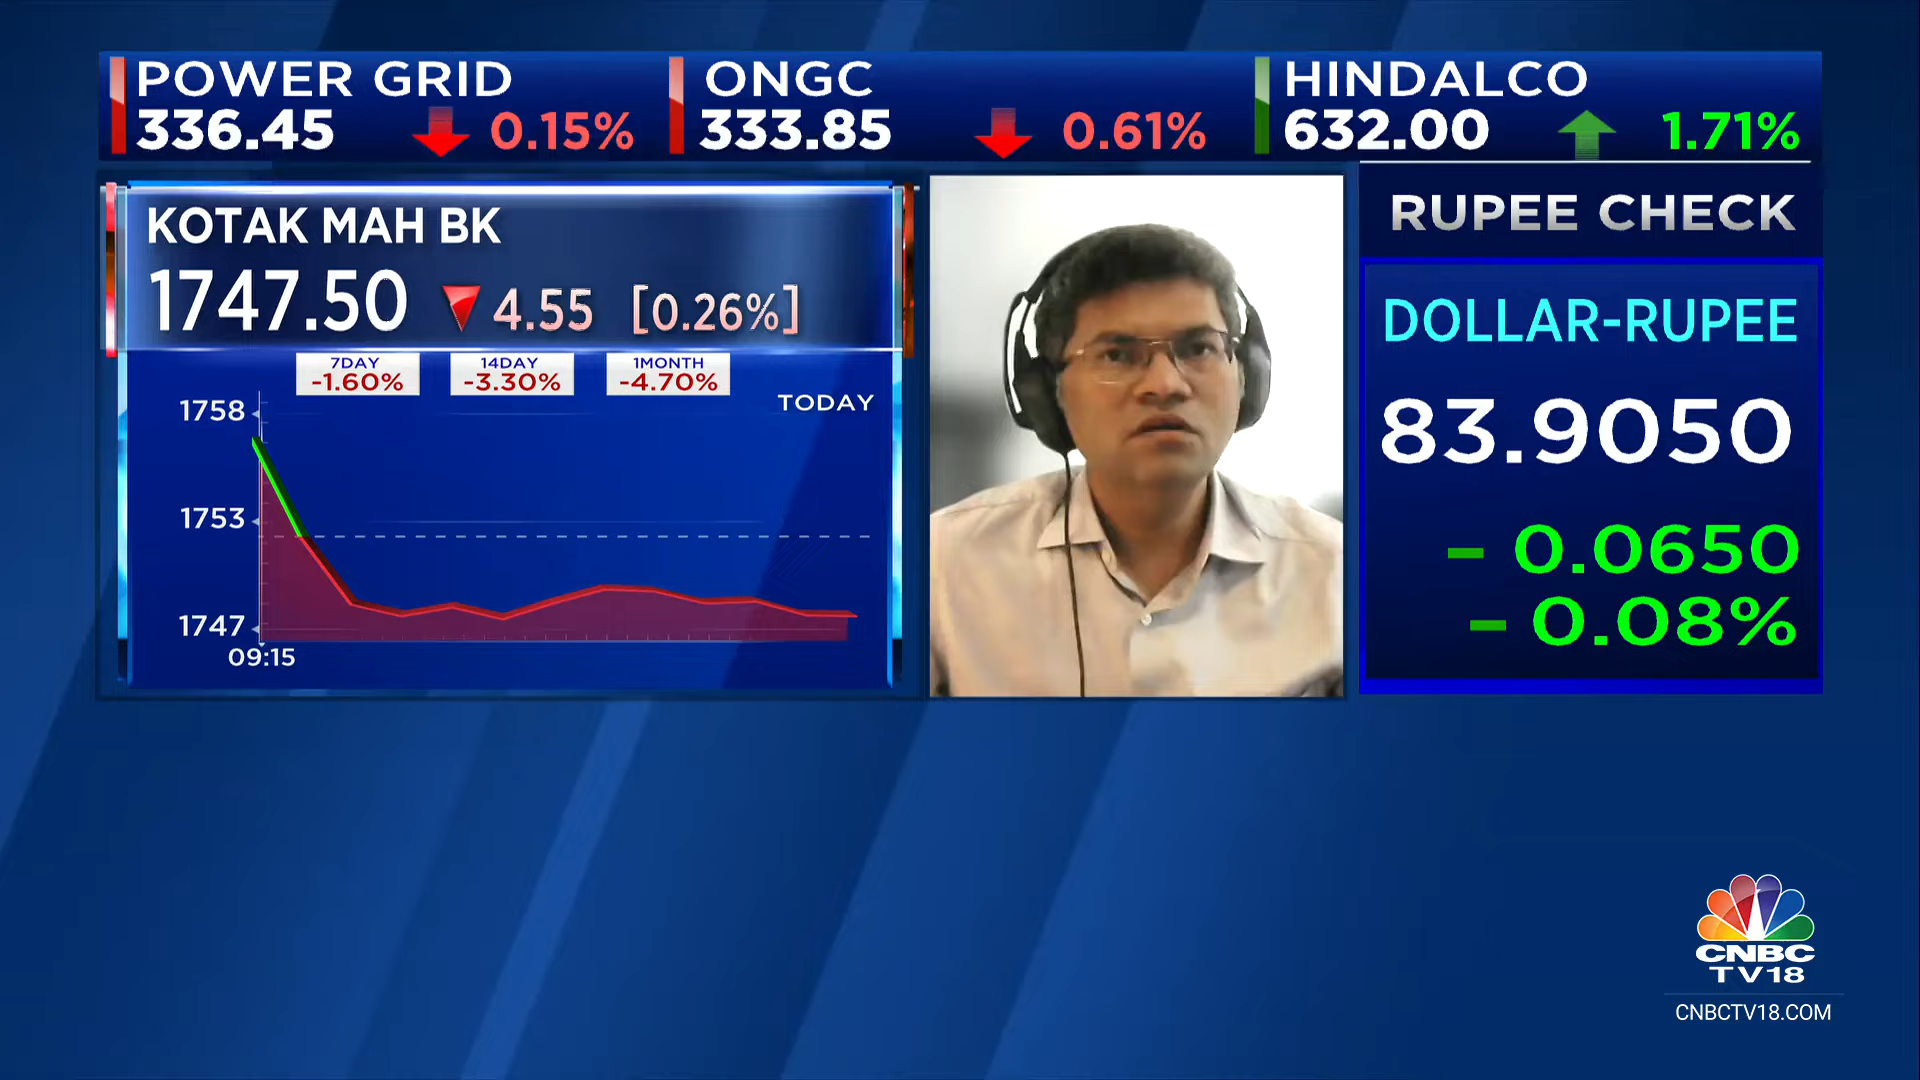 POWER GRID
336.45 0.15%
ONGC
333.85 0.61%
HINDALCO
632.00 1.71%
KOTAK MAH BK
1747.50 4.55 [0.26%]
7DAY
-1.60%
14DAY
-3.30%
1MONTH
-4.70%
TODAY
1758
1753
1747
09:15
RUPEE CHECK
DOLLAR-RUPEE
83.9050
- 0.0650
- 0.08%
CNBC
TV18
CNBCTV18.COM